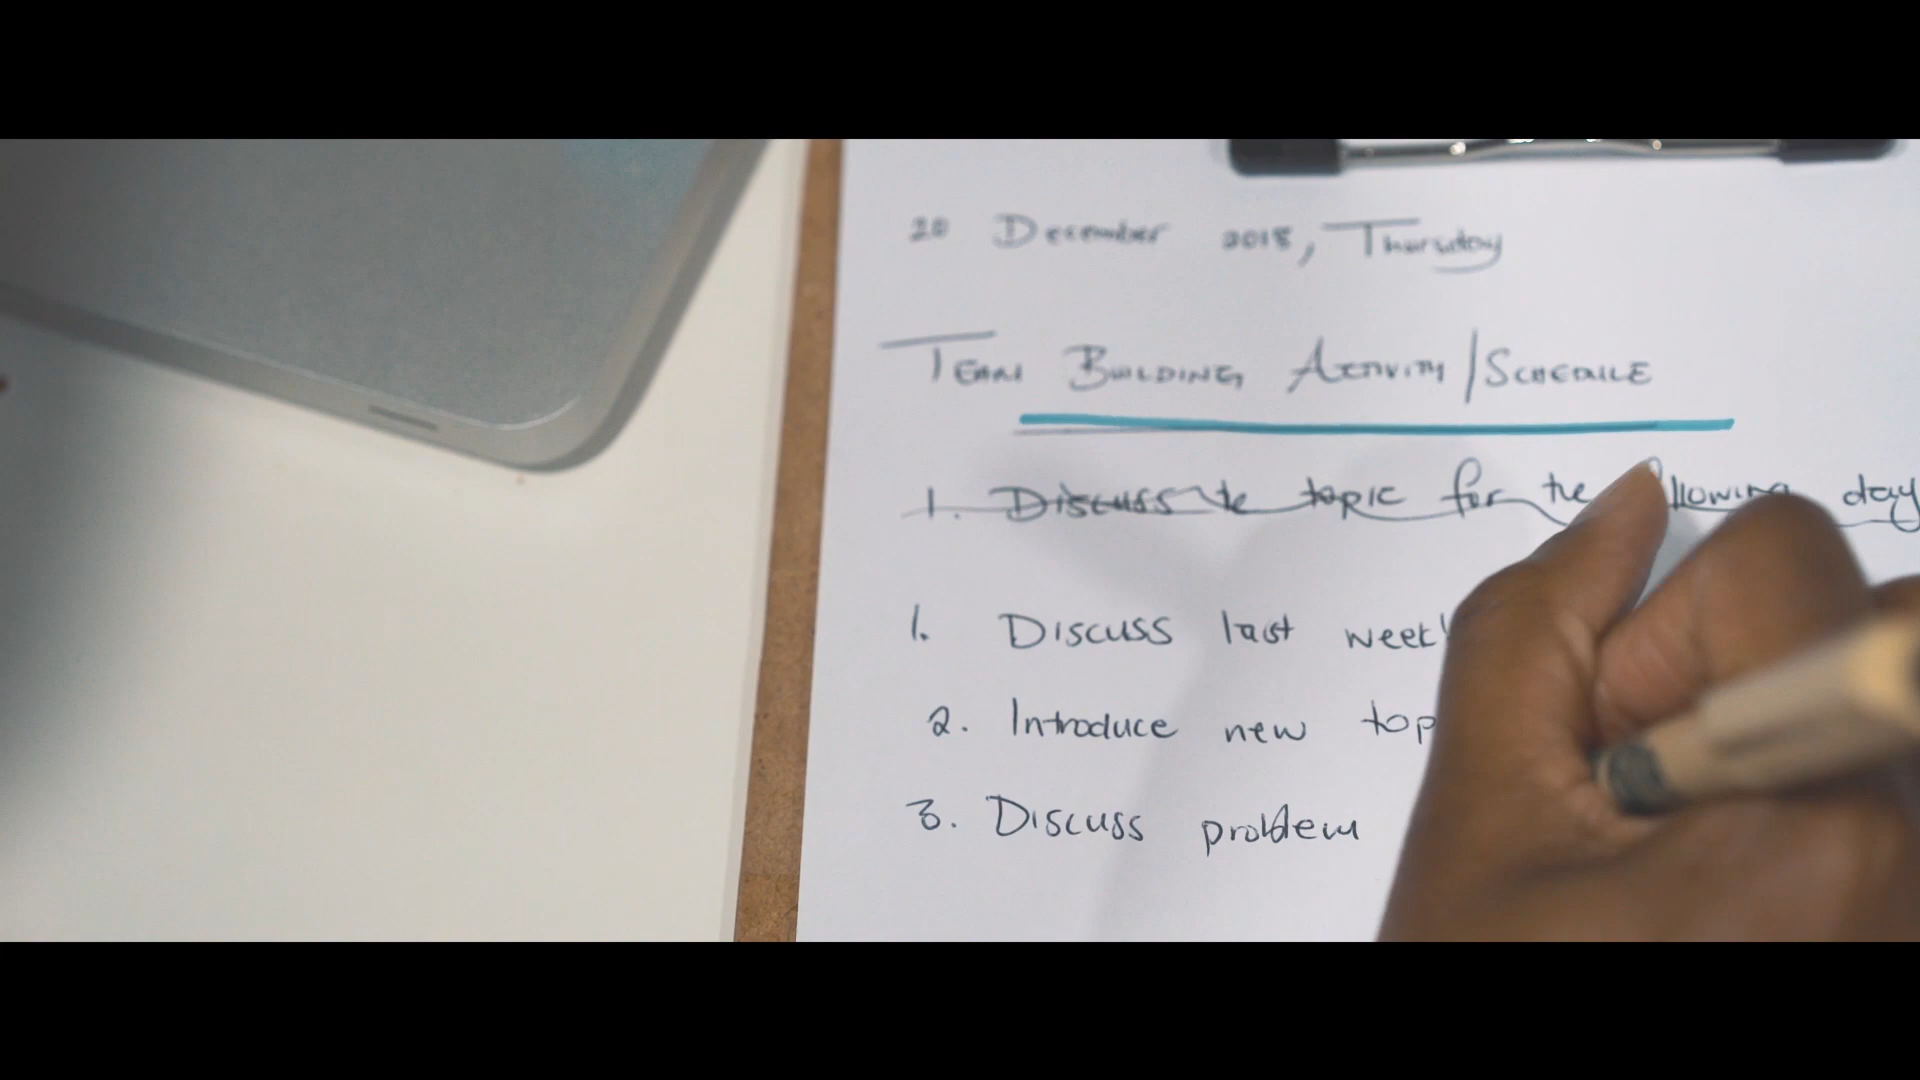 20 December 2018, Thursday
TEAM BUILDING ACTIVITY/SCHEDULE
1. Discuss te topic for the following day
1. Discuss last week'
2. Introduce new top
3. Discuss problem